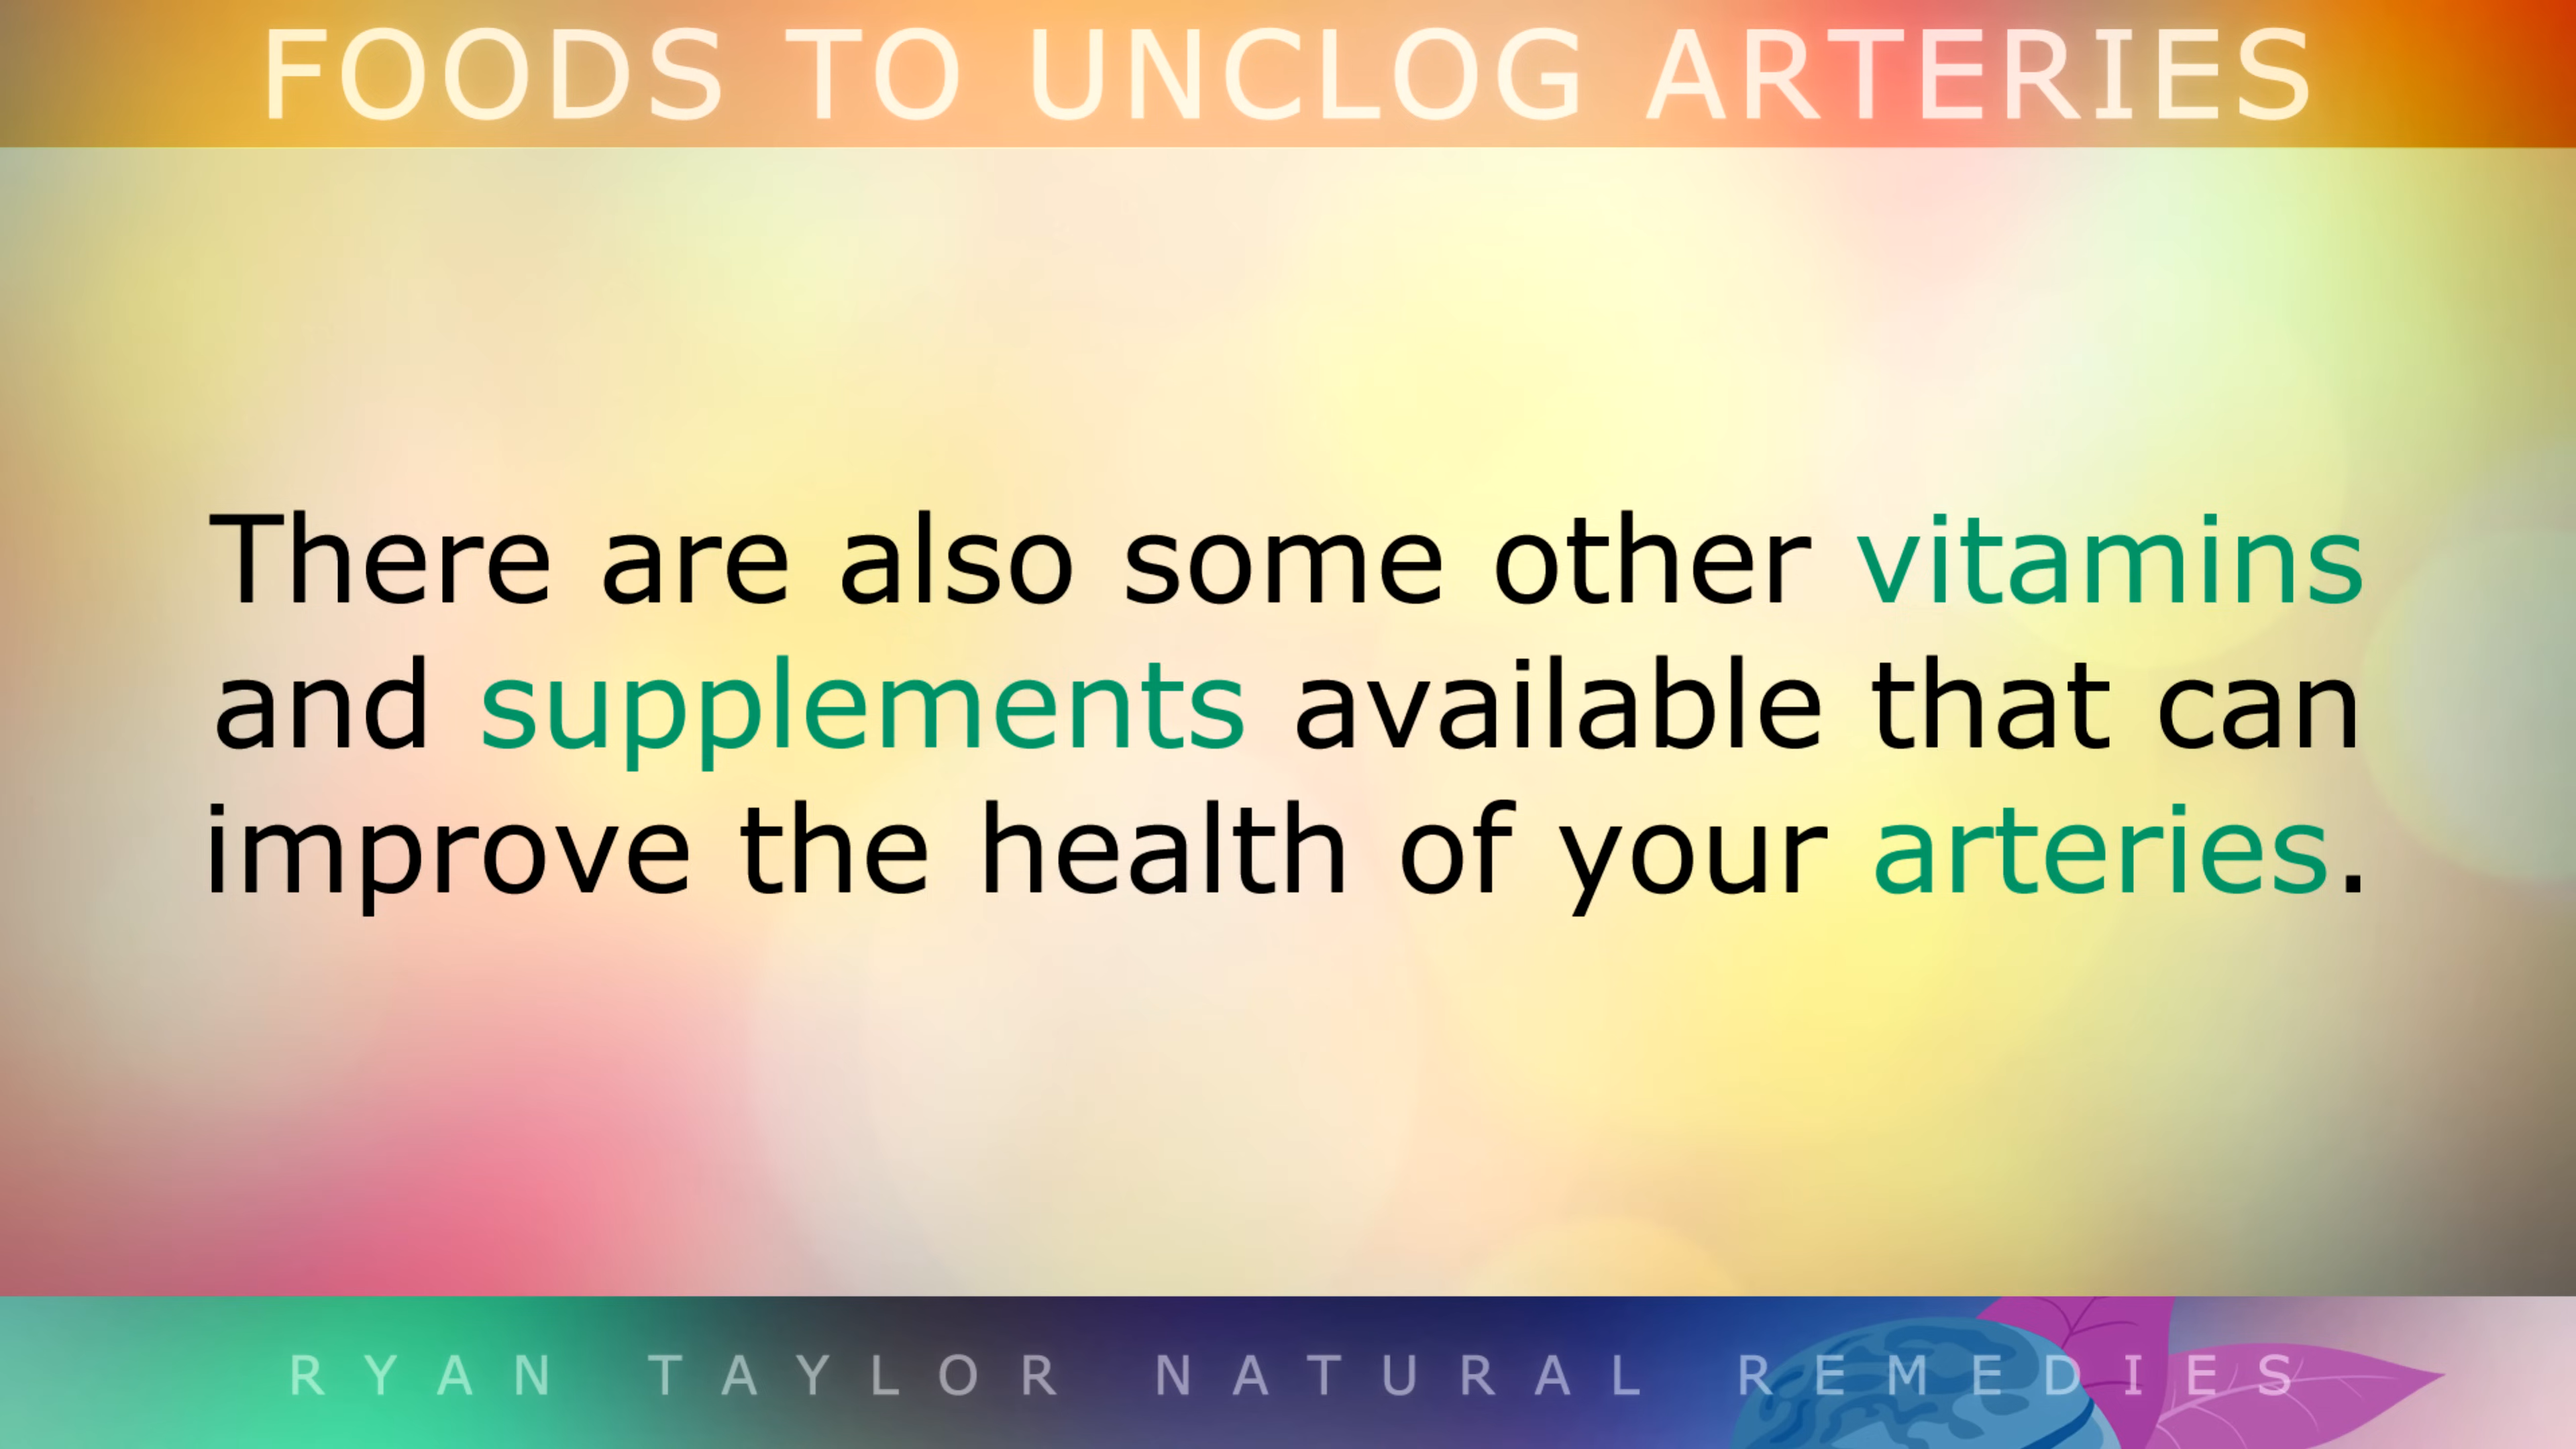 FOODS TO UNCLOG ARTERIES
There are also some other vitamins
and supplements available that can
improve the health of your arteries.
RYAN TAYLOR NATURAL REMEDIES